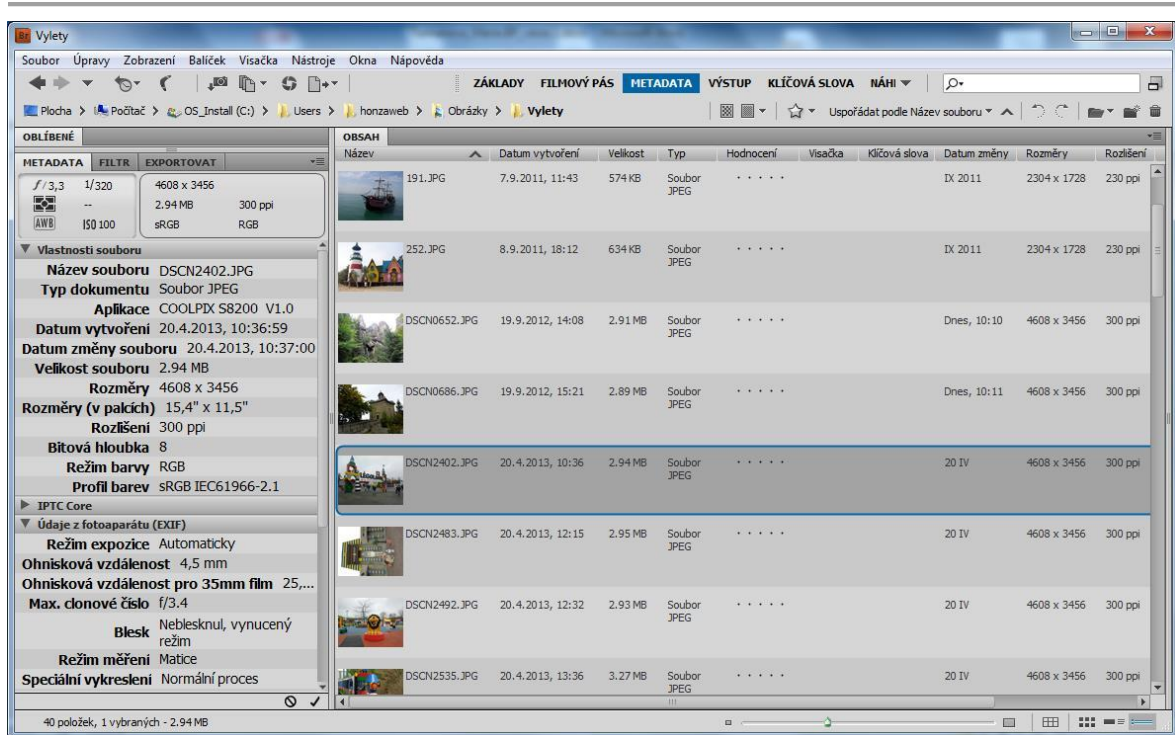 Br Vylety
Soubor Úpravy Zobrazení Balíček Visačka Nástroje Okna Nápověda
ZÁKLADY FILMOVÝ PÁS METADATA VÝSTUP KLÍČOVÁ SLOVA NÁHI
Plocha > Počítač > OS_Install (C:) > Users > honzaweb > Obrázky > Vylety
Uspořádat podle Název souboru
OBLÍBENÉ
METADATA FILTR EXPORTOVAT
f/3,3 1/320
--
AWB ISO 100
4608 x 3456
2.94 MB 300 ppi
sRGB RGB
Vlastnosti souboru
Název souboru DSCN2402.JPG
Typ dokumentu Soubor JPEG
Aplikace COOLPIX S8200 V1.0
Datum vytvoření 20.4.2013, 10:36:59
Datum změny souboru 20.4.2013, 10:37:00
Velikost souboru 2.94 MB
Rozměry 4608 x 3456
Rozměry (v palcích) 15,4" x 11,5"
Rozlišení 300 ppi
Bitová hloubka 8
Režim barvy RGB
Profil barev sRGB IEC61966-2.1
IPTC Core
Údaje z fotoaparátu (EXIF)
Režim expozice Automaticky
Ohnisková vzdálenost 4,5 mm
Ohnisková vzdálenost pro 35mm film 25,...
Max. clonové číslo f/3.4
Blesk Neblesknul, vynucený
režim
Režim měření Matice
Speciální vykreslení Normální proces
OBSAH
Název Datum vytvoření Velikost Typ Hodnocení Visačka Klíčová slova Datum změny Rozměry Rozlišení
191.JPG 7.9.2011, 11:43 574 KB Soubor JPEG . . . . . IX 2011 2304 x 1728 230 ppi
252.JPG 8.9.2011, 18:12 634 KB Soubor JPEG . . . . . IX 2011 2304 x 1728 230 ppi
DSCN0652.JPG 19.9.2012, 14:08 2.91 MB Soubor JPEG . . . . . Dnes, 10:10 4608 x 3456 300 ppi
DSCN0686.JPG 19.9.2012, 15:21 2.89 MB Soubor JPEG . . . . . Dnes, 10:11 4608 x 3456 300 ppi
DSCN2402.JPG 20.4.2013, 10:36 2.94 MB Soubor JPEG . . . . . 20 IV 4608 x 3456 300 ppi
DSCN2483.JPG 20.4.2013, 12:15 2.95 MB Soubor JPEG . . . . . 20 IV 4608 x 3456 300 ppi
DSCN2492.JPG 20.4.2013, 12:32 2.93 MB Soubor JPEG . . . . . 20 IV 4608 x 3456 300 ppi
DSCN2535.JPG 20.4.2013, 13:36 3.27 MB Soubor JPEG . . . . . 20 IV 4608 x 3456 300 ppi
40 položek, 1 vybraných - 2.94 MB